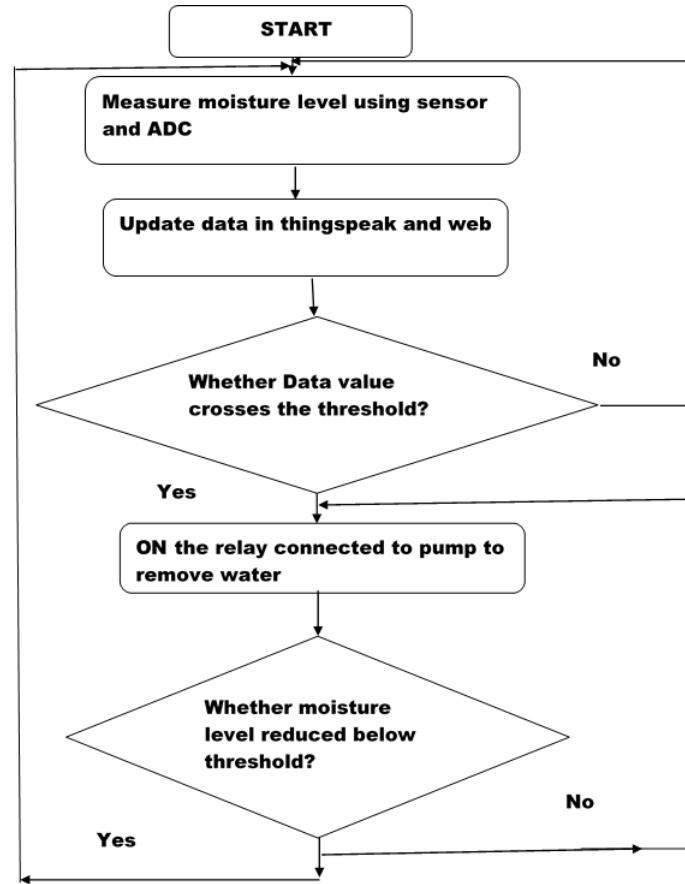 START
Measure moisture level using sensor
and ADC
Update data in thingspeak and web
Whether Data value
crosses the threshold?
No
Yes
ON the relay connected to pump to
remove water
Whether moisture
level reduced below
threshold?
No
Yes